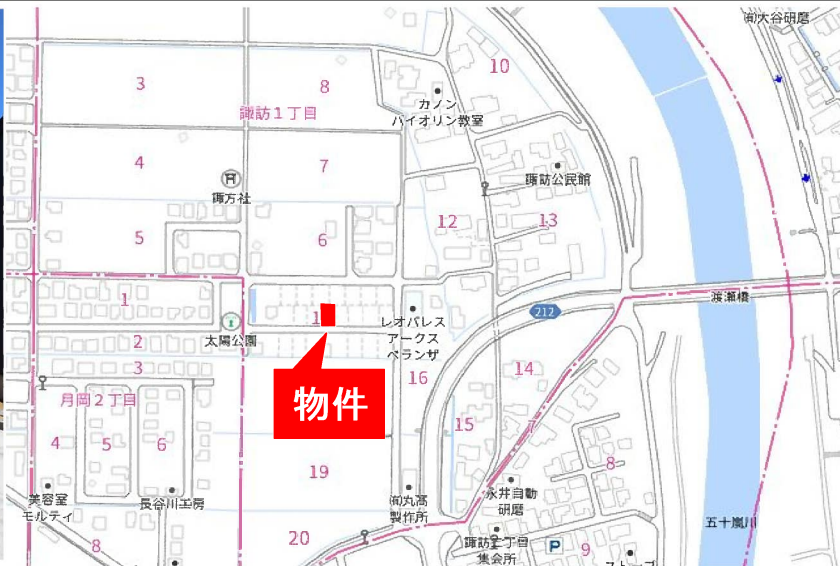 ㈲大谷研磨
10
3
8
カノン
バイオリン教室
諏訪1丁目
4
7
諏訪公民館
諏方社
12
13
5
6
1
渡瀬橋
212
レオパレス
アークス
ベランザ
太陽公園
2
3
14
16
物件
月岡2丁目
15
7
4
5
6
8
19
美容室
モルティ
長谷川工房
㈲丸高
製作所
永井自動
研磨
五十嵐川
20
8
諏訪二丁目
集会所
P
9